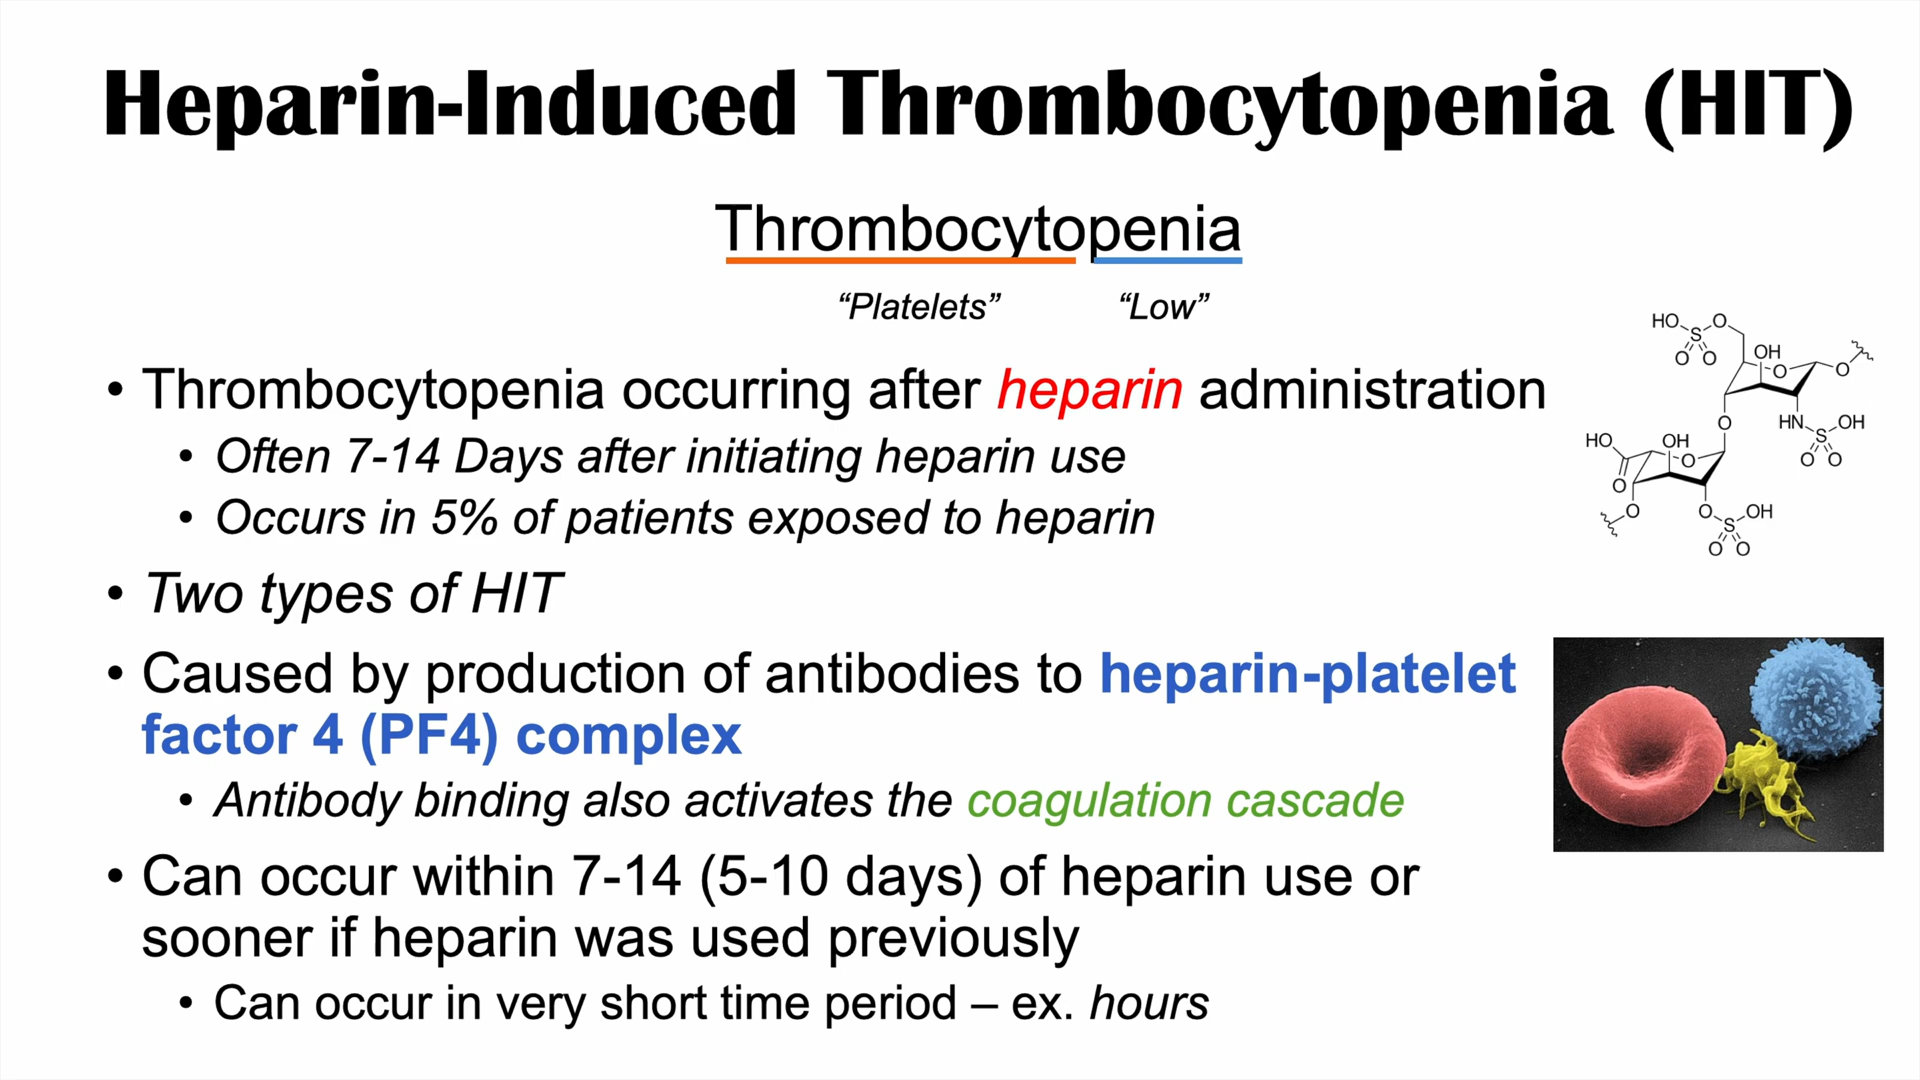 Heparin-Induced Thrombocytopenia (HIT)
Thrombocytopenia
“Platelets” “Low”
• Thrombocytopenia occurring after heparin administration
• Often 7-14 Days after initiating heparin use
• Occurs in 5% of patients exposed to heparin
• Two types of HIT
• Caused by production of antibodies to heparin-platelet
factor 4 (PF4) complex
• Antibody binding also activates the coagulation cascade
• Can occur within 7-14 (5-10 days) of heparin use or
sooner if heparin was used previously
• Can occur in very short time period – ex. hours
HO S O
O O OH O O
HN S OH
O O O
HO OH O
O
O O S OH
O O